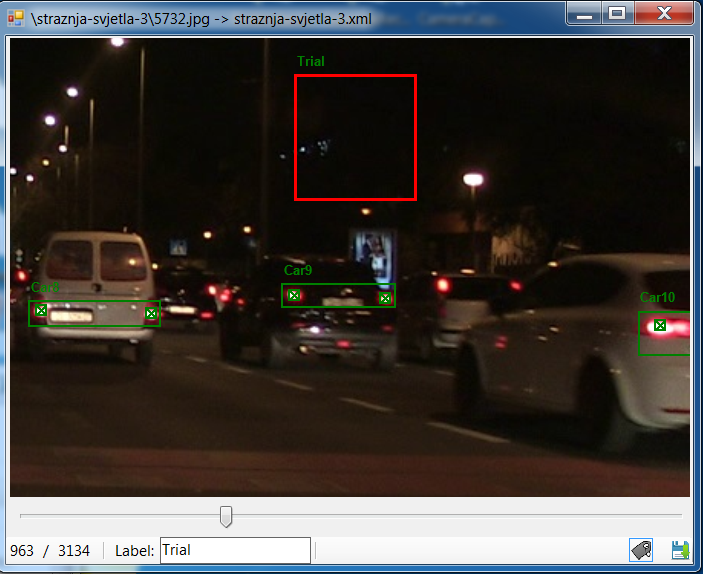 \straznja-svjetla-3\5732.jpg -> straznja-svjetla-3.xml
Trial
Car9
Car10
963 / 3134
Label:
Trial